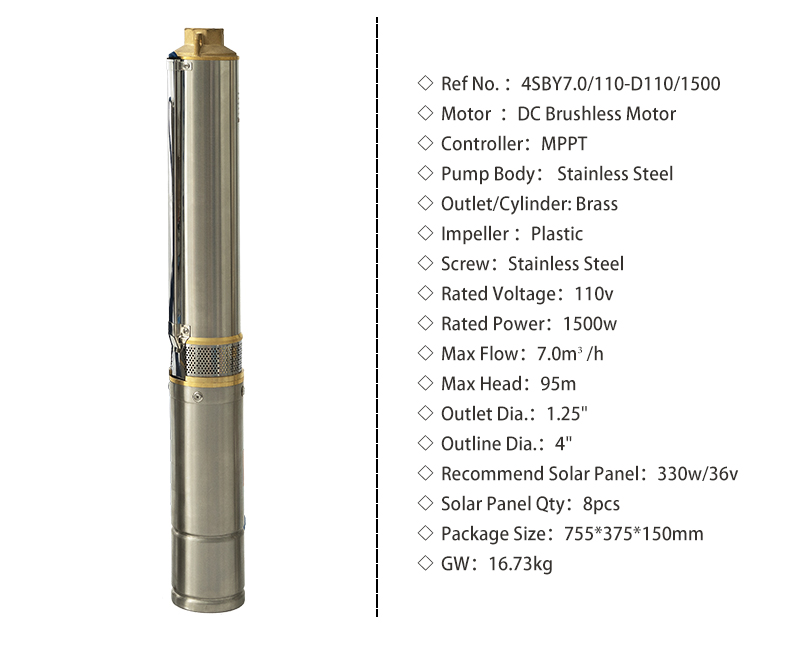 ◇ Ref No.：4SBY7.0/110-D110/1500
◇ Motor ：DC Brushless Motor
◇ Controller：MPPT
◇ Pump Body： Stainless Steel
◇ Outlet/Cylinder: Brass
◇ Impeller：Plastic
◇ Screw：Stainless Steel
◇ Rated Voltage：110v
◇ Rated Power：1500w
◇ Max Flow：7.0m³ /h
◇ Max Head：95m
◇ Outlet Dia.：1.25"
◇ Outline Dia.：4"
◇ Recommend Solar Panel：330w/36v
◇ Solar Panel Qty：8pcs
◇ Package Size：755*375*150mm
◇ GW：16.73kg